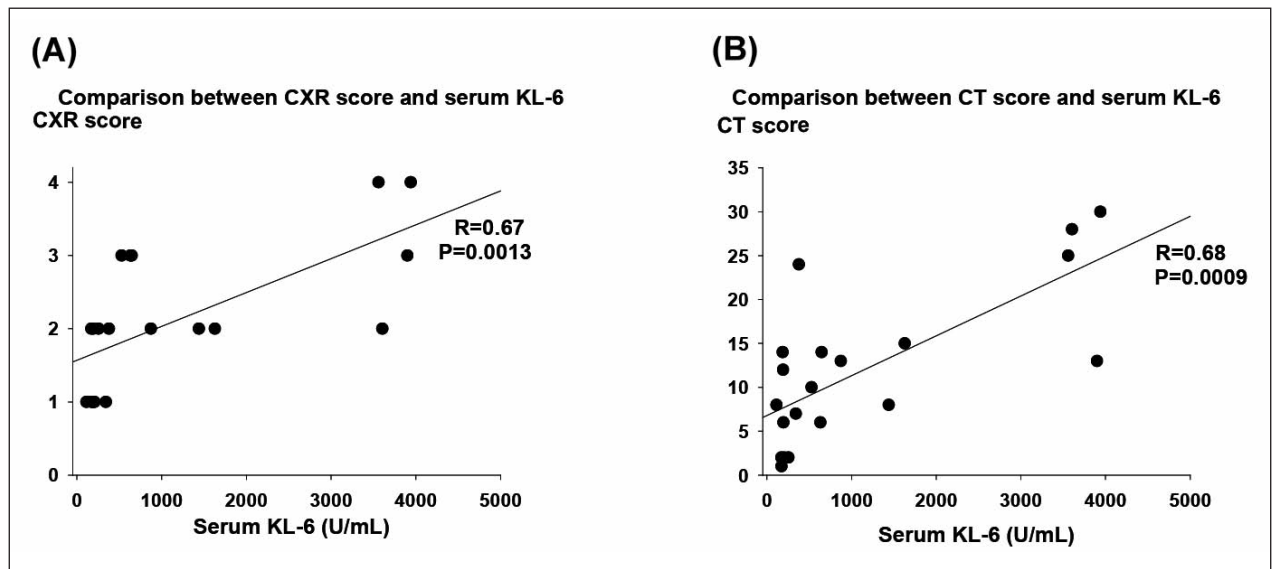 (A)
Comparison between CXR score and serum KL-6
CXR score
4
3
2
1
0
R=0.67
P=0.0013
0 1000 2000 3000 4000 5000
Serum KL-6 (U/mL)
(B)
Comparison between CT score and serum KL-6
CT score
35
30
25
20
15
10
5
0
R=0.68
P=0.0009
0 1000 2000 3000 4000 5000
Serum KL-6 (U/mL)